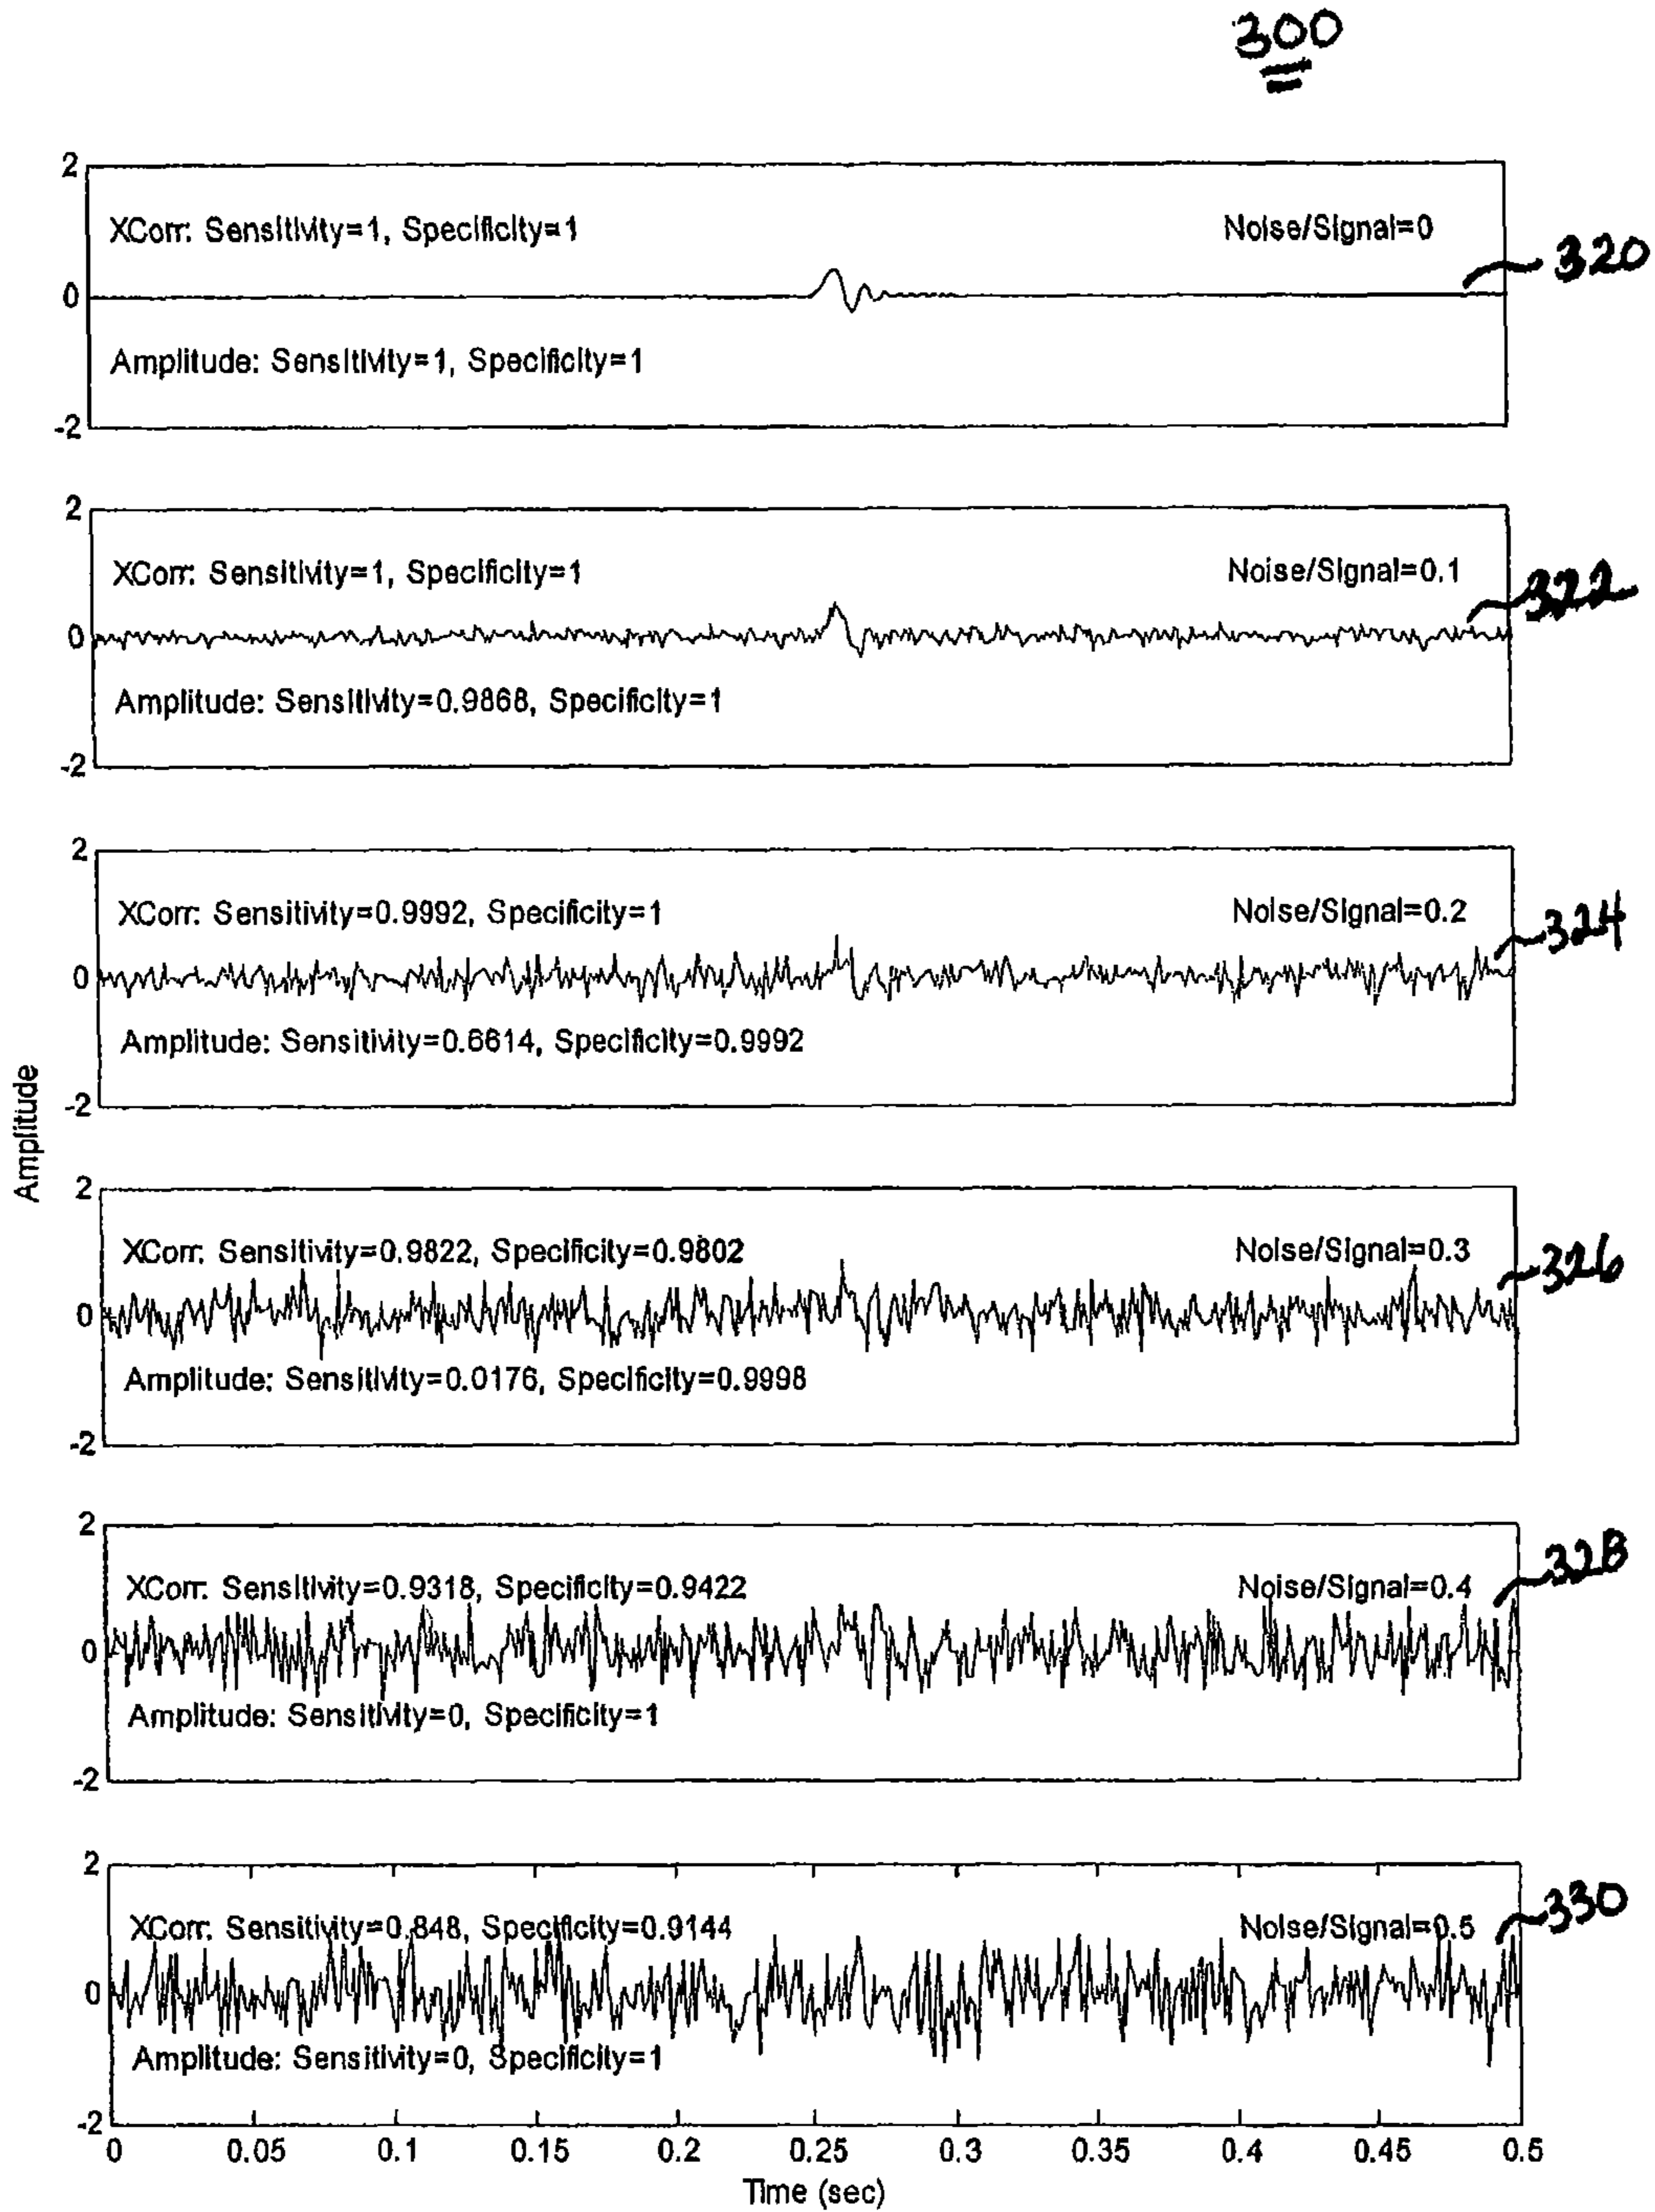 300
2
XCorr: Sensitivity=1, Specificity=1
Noise/Signal=0
320
0
Amplitude: Sensitivity=1, Specificity=1
-2
2
XCorr: Sensitivity=1, Specificity=1
Noise/Signal=0.1
322
0
Amplitude: Sensitivity=0.9868, Specificity=1
-2
2
XCorr: Sensitivity=0.9992, Specificity=1
Noise/Signal=0.2
324
0
Amplitude: Sensitivity=0.6614, Specificity=0.9992
-2
Amplitude
2
XCorr: Sensitivity=0.9822, Specificity=0.9802
Noise/Signal=0.3
326
0
Amplitude: Sensitivity=0.0176, Specificity=0.9998
-2
2
XCorr: Sensitivity=0.9318, Specificity=0.9422
Noise/Signal=0.4
328
0
Amplitude: Sensitivity=0, Specificity=1
-2
2
XCorr: Sensitivity=0.848, Specificity=0.9144
Noise/Signal=0.5
330
0
Amplitude: Sensitivity=0, Specificity=1
-2
0 0.05 0.1 0.15 0.2 0.25 0.3 0.35 0.4 0.45 0.5
Time (sec)